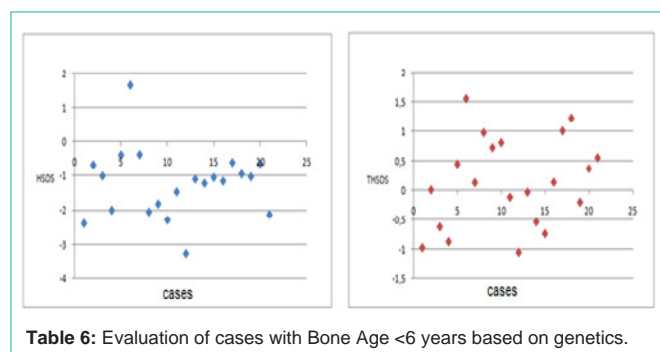 2
1
0
-1
-2
-3
-4
0 5 10 15 20 25
HSDS
cases
2
1,5
1
0,5
0
-0,5
-1
-1,5
0 5 10 15 20 25
THSDS
cases
Table 6: Evaluation of cases with Bone Age <6 years based on genetics.